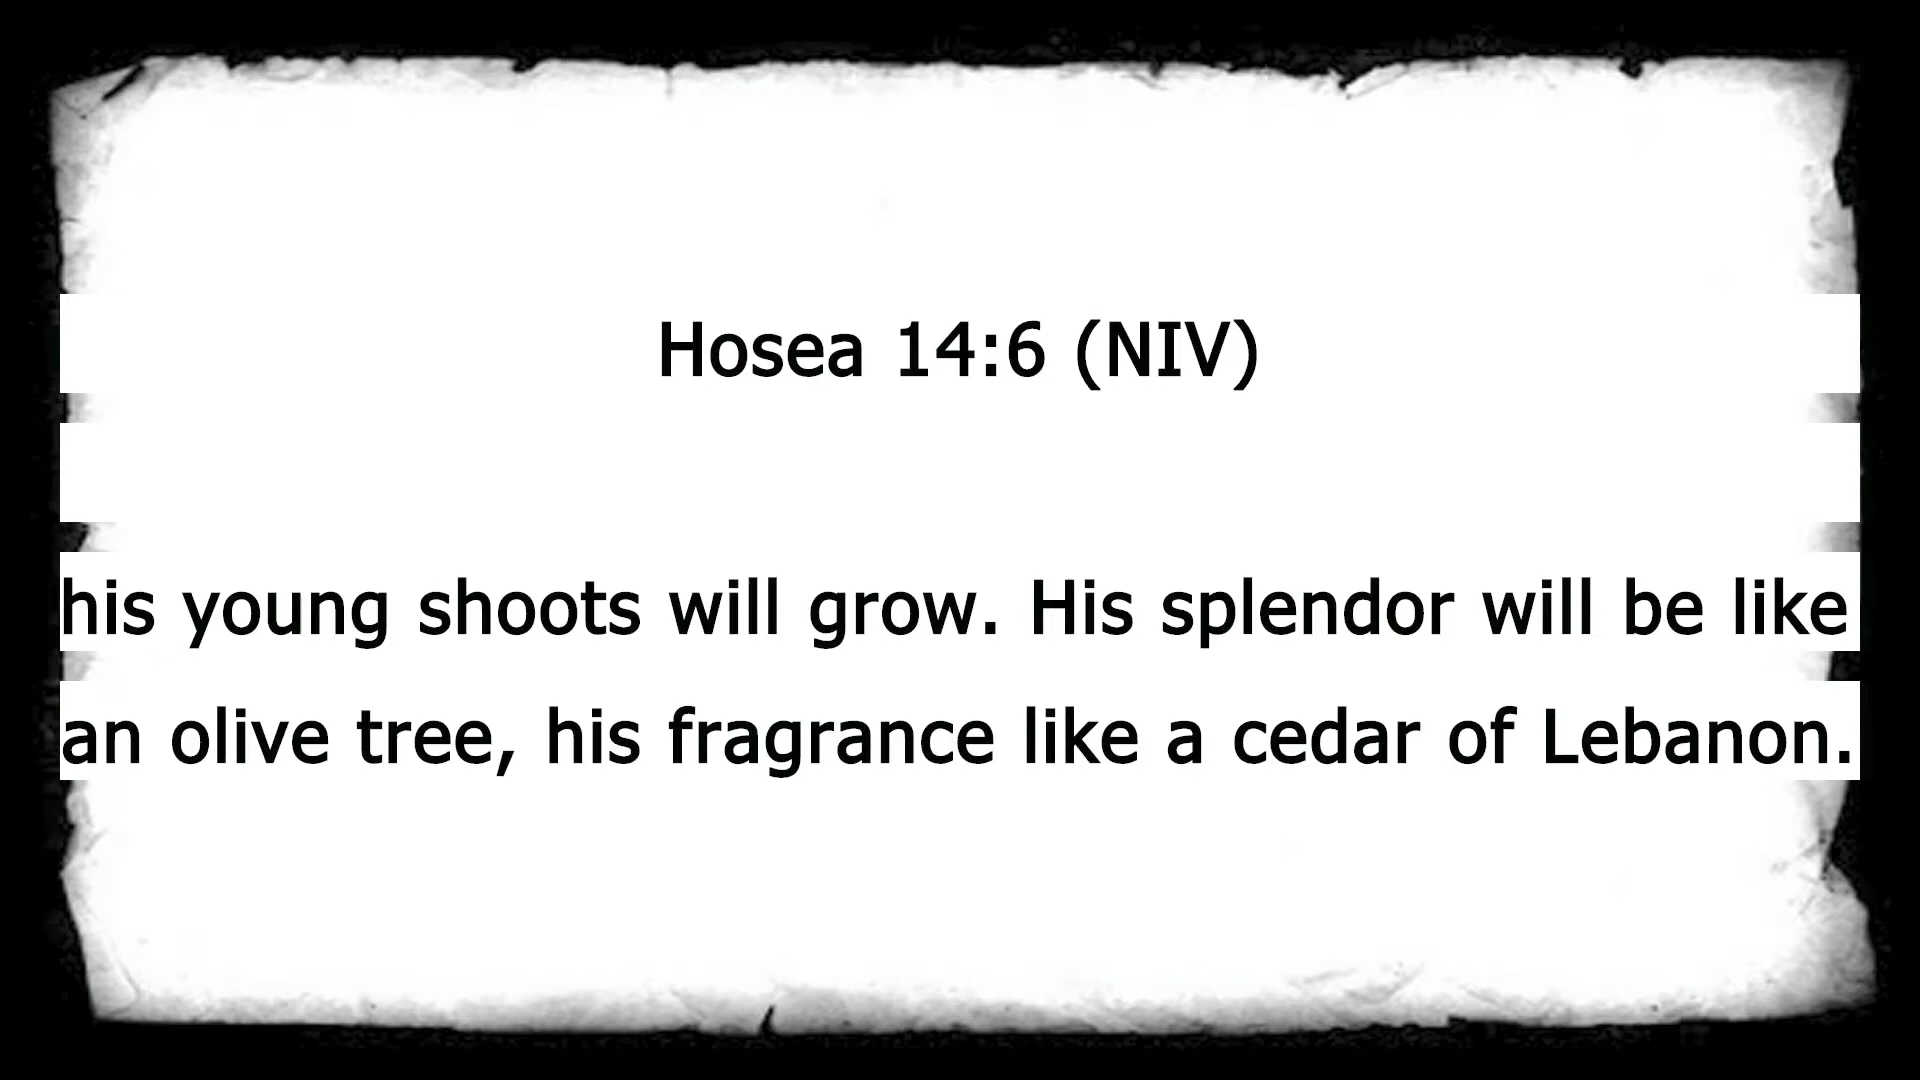 Hosea 14:6 (NIV)
his young shoots will grow. His splendor will be like
an olive tree, his fragrance like a cedar of Lebanon.